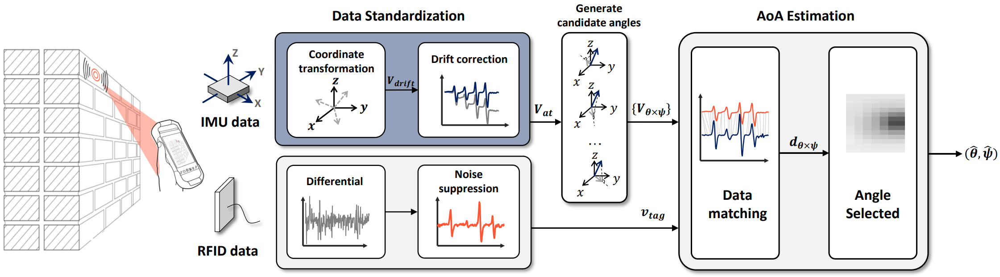 Data Standardization
Generate
candidate angles
AoA Estimation
Z
Y
X
IMU data
Coordinate
transformation
z
y
x
V_drift
Drift correction
V_at
z
y
x
z
y
x
...
z
y
x
{V_θ×ψ}
RFID data
Differential
Noise
suppression
v_tag
Data
matching
d_θ×ψ
Angle
Selected
(θ̂, ψ̂)